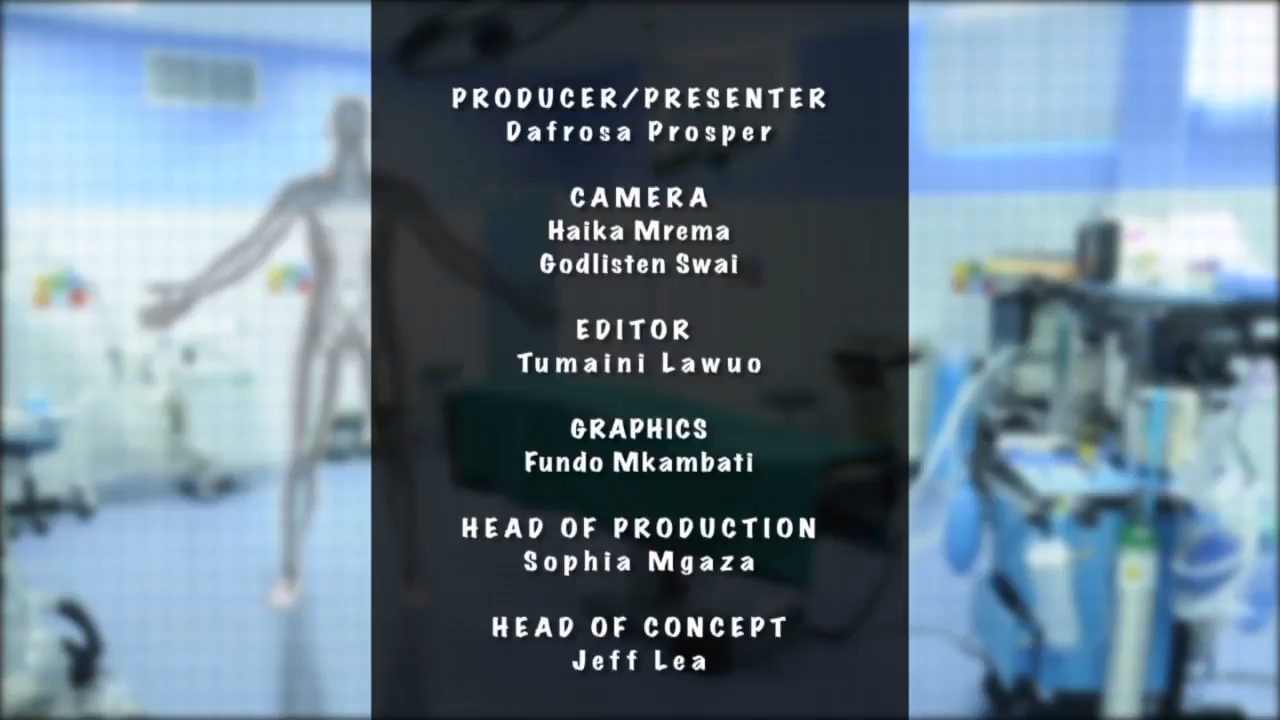 PRODUCER/PRESENTER
Dafrosa Prosper
CAMERA
Haika Mrema
Godlisten Swai
EDITOR
Tumaini Lawuo
GRAPHICS
Fundo Mkambati
HEAD OF PRODUCTION
Sophia Mgaza
HEAD OF CONCEPT
Jeff Lea